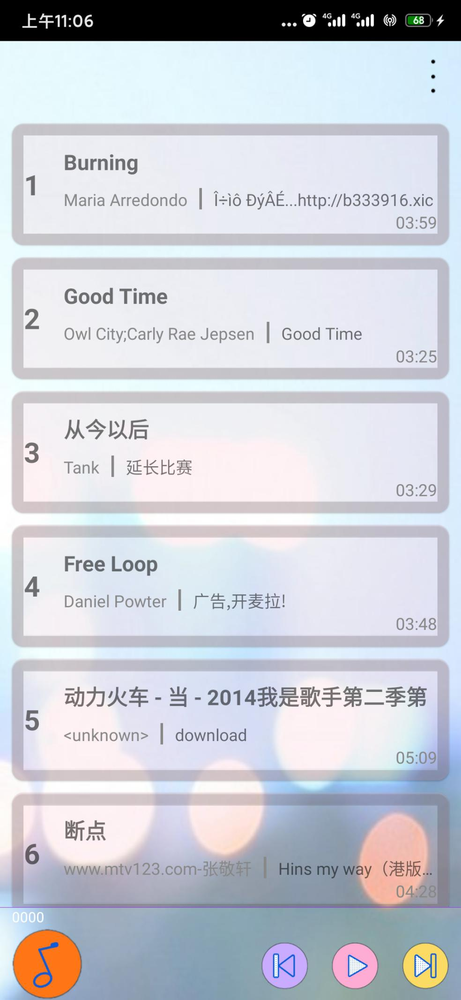 上午11:06
... 4G 4G 68
Burning
1
Maria Arredondo | Î÷ìô ÐýÂÉ...http://b333916.xic
03:59
Good Time
2
Owl City;Carly Rae Jepsen | Good Time
03:25
从今以后
3
Tank | 延长比赛
03:29
Free Loop
4
Daniel Powter | 广告,开麦拉!
03:48
动力火车 - 当 - 2014我是歌手第二季第
5
<unknown> | download
05:09
断点
6
www.mtv123.com-张敬轩 | Hins my way（港版...
04:28
0000